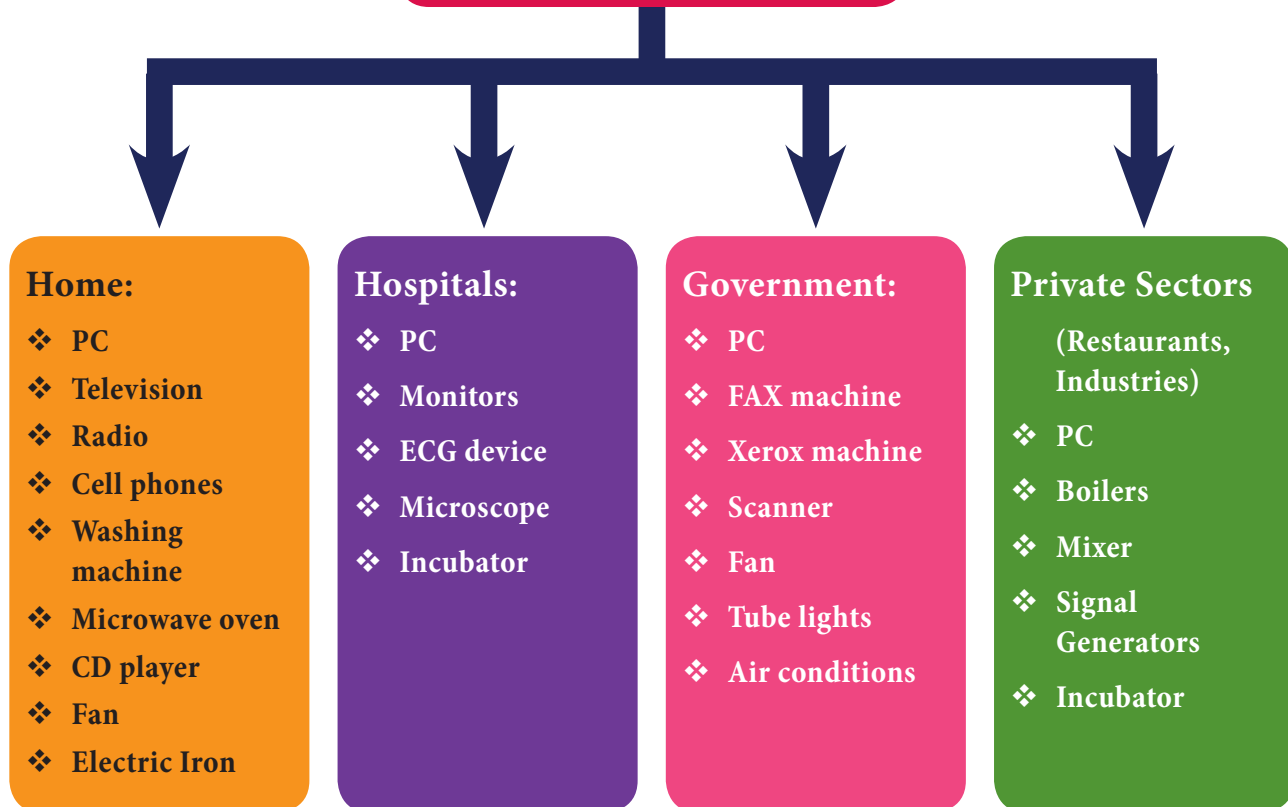 Home:
❖ PC
❖ Television
❖ Radio
❖ Cell phones
❖ Washing
machine
❖ Microwave oven
❖ CD player
❖ Fan
❖ Electric Iron
Hospitals:
❖ PC
❖ Monitors
❖ ECG device
❖ Microscope
❖ Incubator
Government:
❖ PC
❖ FAX machine
❖ Xerox machine
❖ Scanner
❖ Fan
❖ Tube lights
❖ Air conditions
Private Sectors
(Restaurants,
Industries)
❖ PC
❖ Boilers
❖ Mixer
❖ Signal
Generators
❖ Incubator